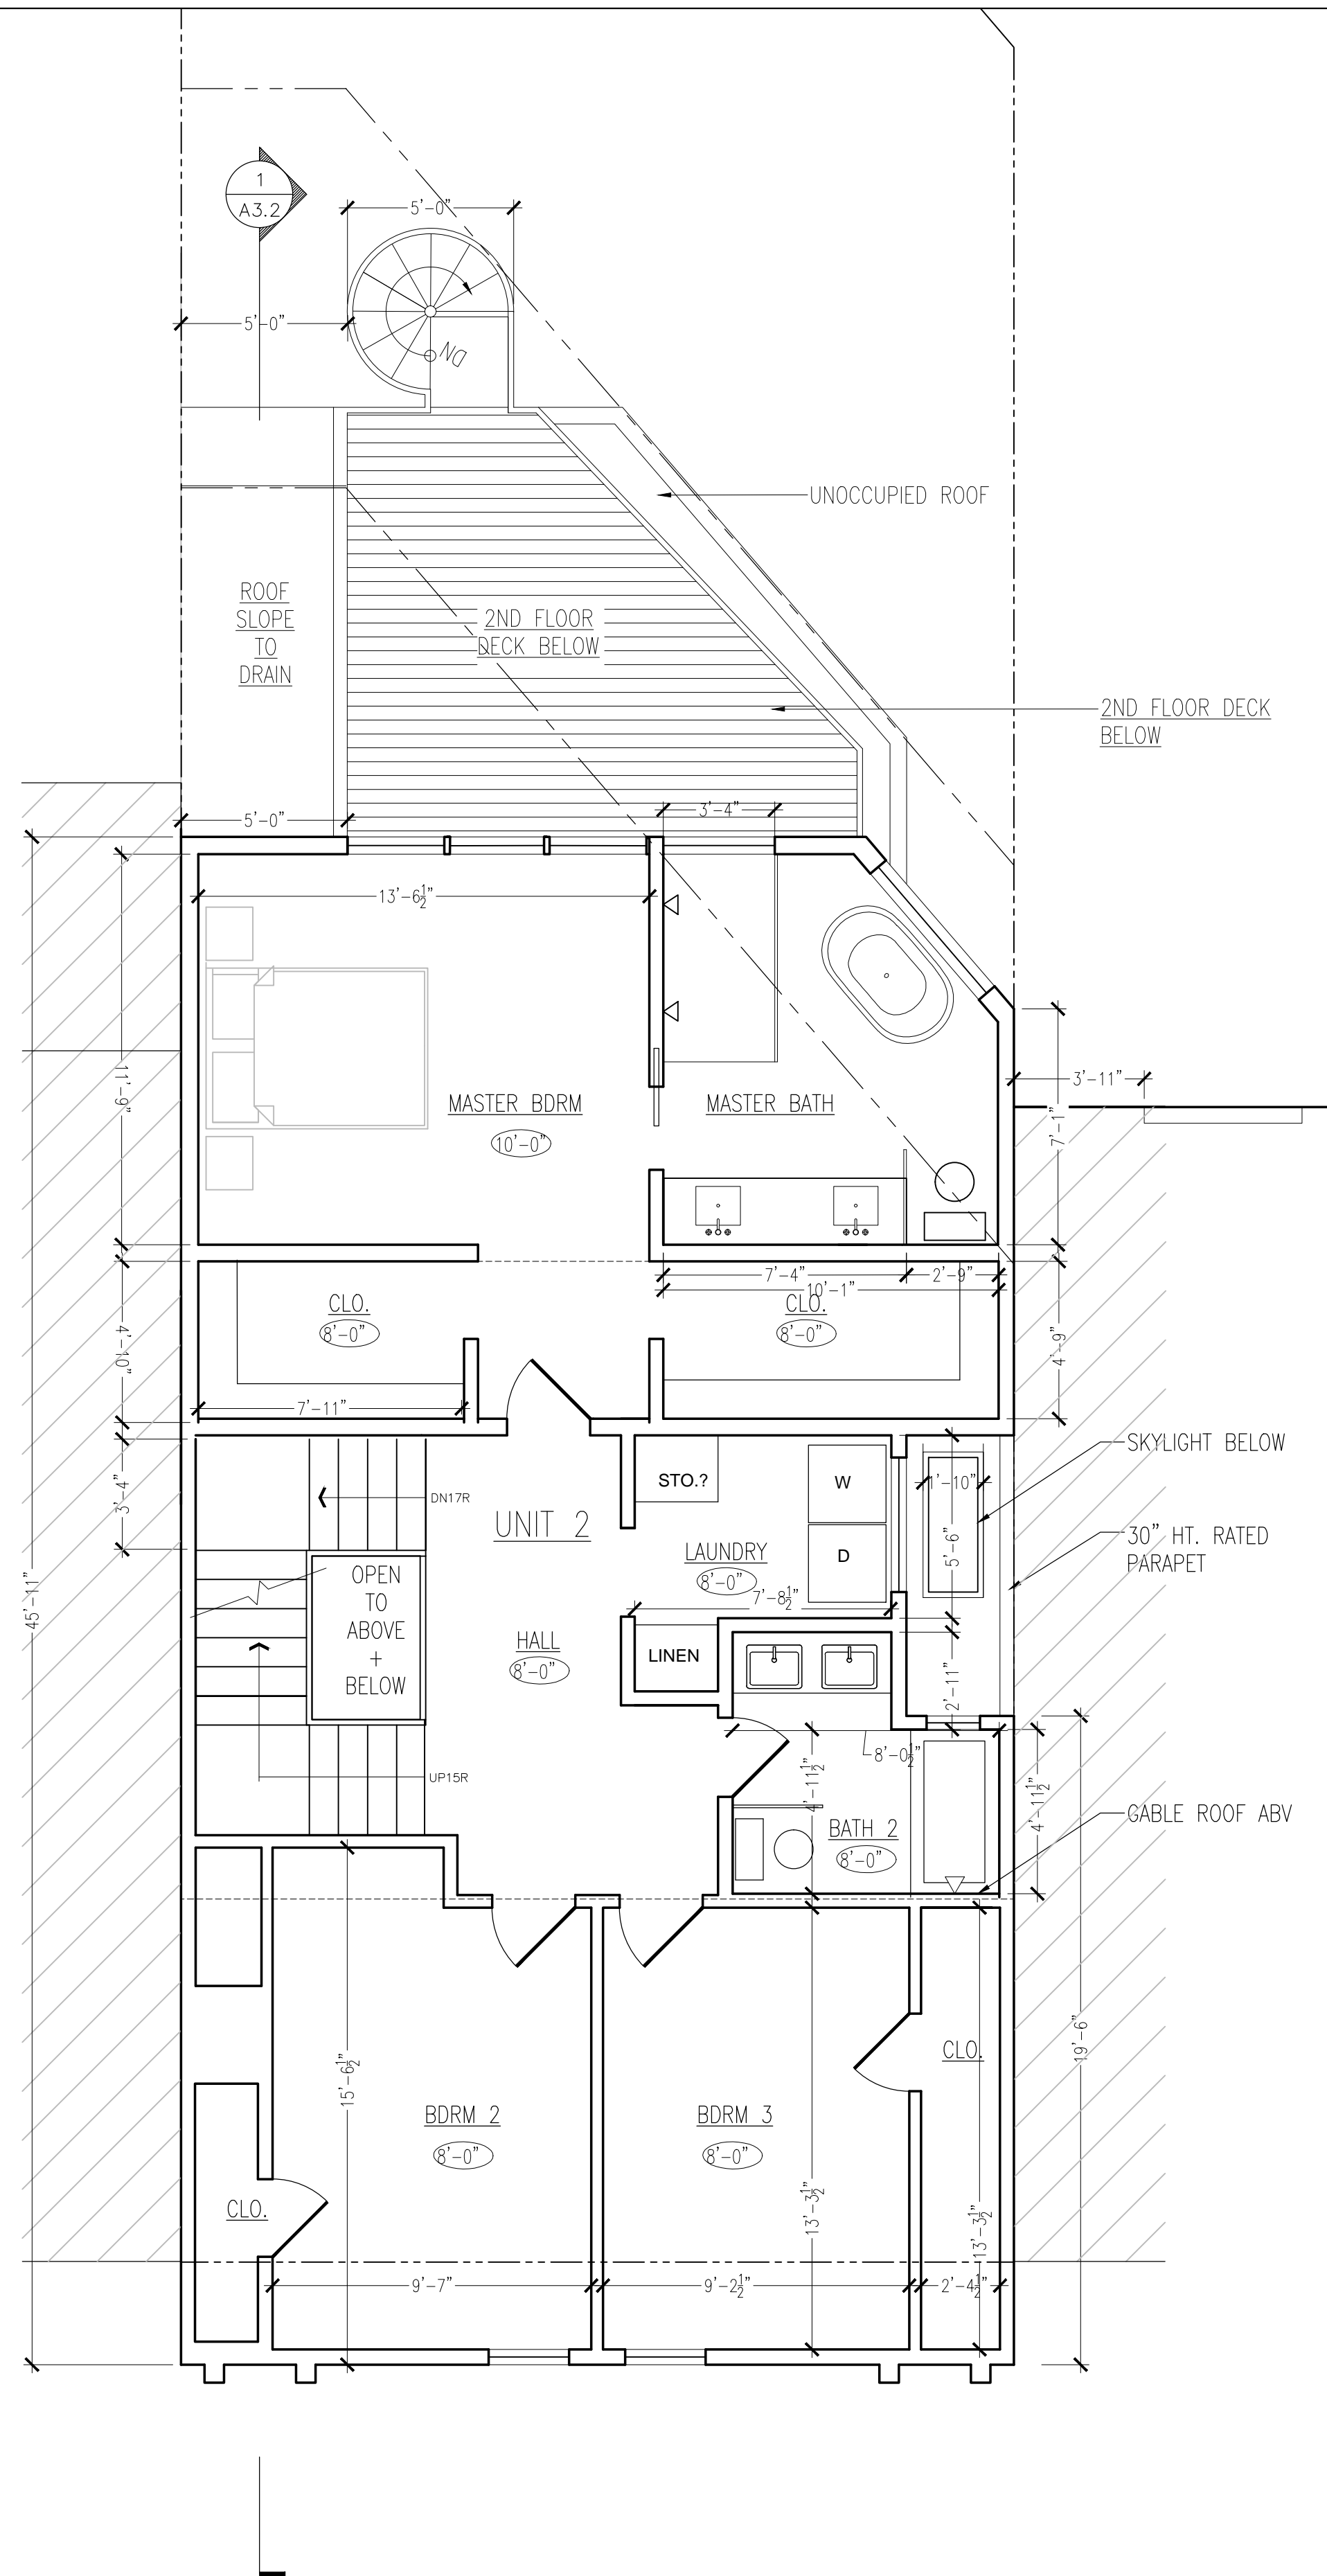 1
A3.2
5'-0"
5'-0"
DN
UNOCCUPIED ROOF
ROOF
SLOPE
TO
DRAIN
2ND FLOOR
DECK BELOW
2ND FLOOR DECK
BELOW
5'-0"
3'-4"
13'-6½"
11'-9"
MASTER BDRM
10'-0"
MASTER BATH
3'-11"
7'-1"
7'-4"
2'-9"
10'-1"
CLO.
8'-0"
CLO.
8'-0"
4'-10"
4'-9"
7'-11"
3'-4"
DN17R
STO.?
W
1'-10"
SKYLIGHT BELOW
UNIT 2
30" HT. RATED
PARAPET
LAUNDRY
8'-0"
D
5'-6"
7'-8½"
OPEN
TO
ABOVE
+
BELOW
45'-11"
HALL
8'-0"
LINEN
2'-11"
8'-0½"
UP15R
4'-11½"
4'-11½"
BATH 2
8'-0"
GABLE ROOF ABV
19'-6"
CLO.
15'-6½"
BDRM 2
8'-0"
BDRM 3
8'-0"
CLO.
13'-3½"
13'-3½"
9'-7"
9'-2½"
2'-4½"